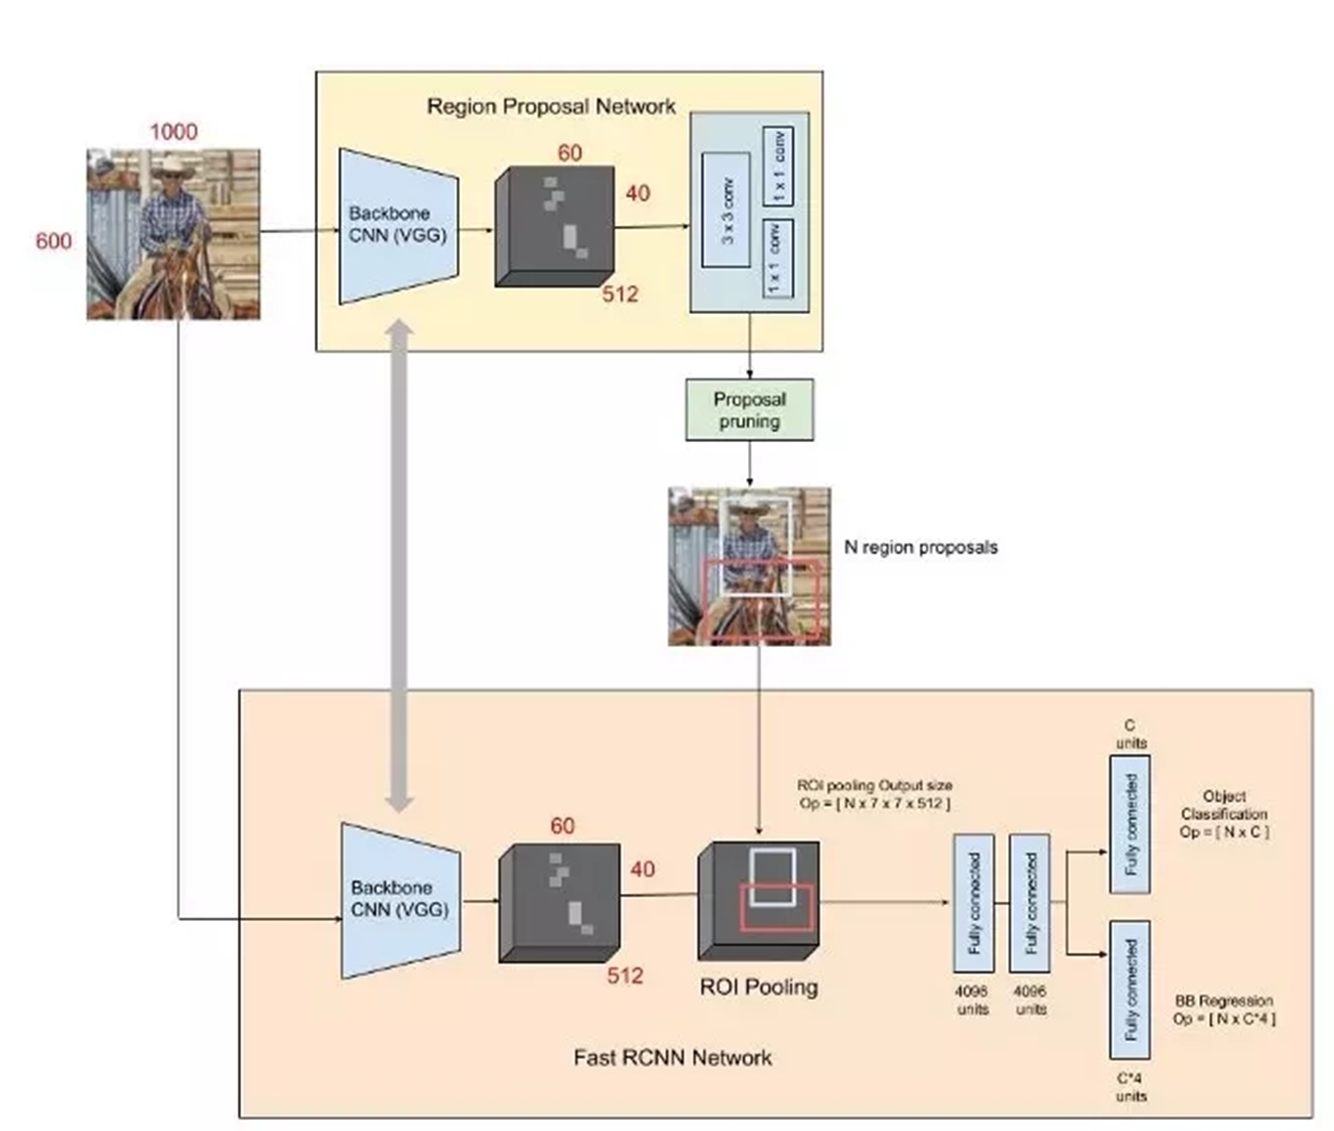 Region Proposal Network
1000
600
Backbone
CNN (VGG)
60
40
512
3 x 3 conv
1 x 1 conv
1 x 1 conv
Proposal
pruning
N region proposals
Backbone
CNN (VGG)
60
40
512
ROI Pooling
ROI pooling Output size
Op = [ N x 7 x 7 x 512 ]
Fully connected
4096
units
Fully connected
4096
units
C
units
Fully connected
Object
Classification
Op = [ N x C ]
Fully connected
C*4
units
BB Regression
Op = [ N x C*4 ]
Fast RCNN Network